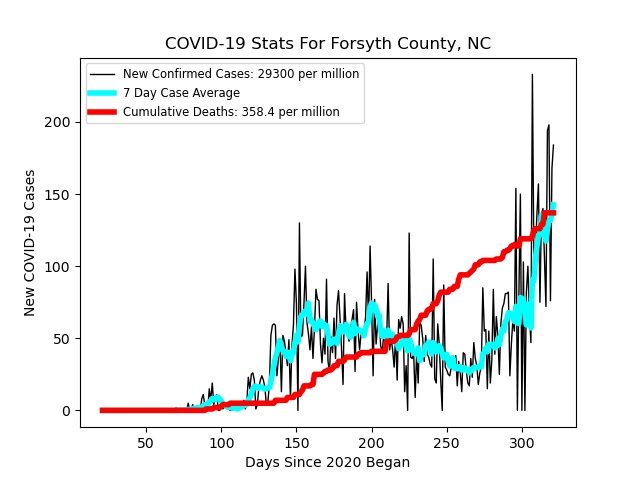 COVID-19 Stats For Forsyth County, NC
New Confirmed Cases: 29300 per million
7 Day Case Average
Cumulative Deaths: 358.4 per million
New COVID-19 Cases
200
150
100
50
0
50 100 150 200 250 300
Days Since 2020 Began